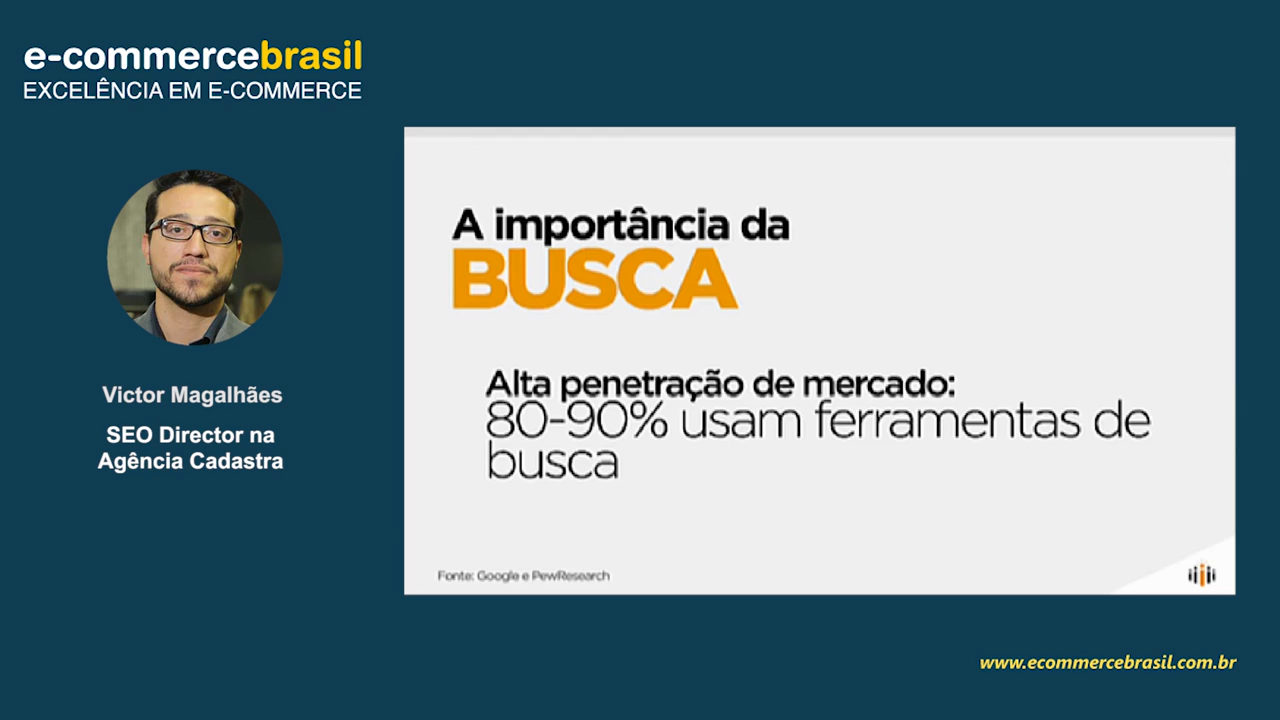 e-commercebrasil
EXCELÊNCIA EM E-COMMERCE
Victor Magalhães
SEO Director na
Agência Cadastra
A importância da
BUSCA
Alta penetração de mercado:
80-90% usam ferramentas de
busca
Fonte: Google e PewResearch
www.ecommercebrasil.com.br